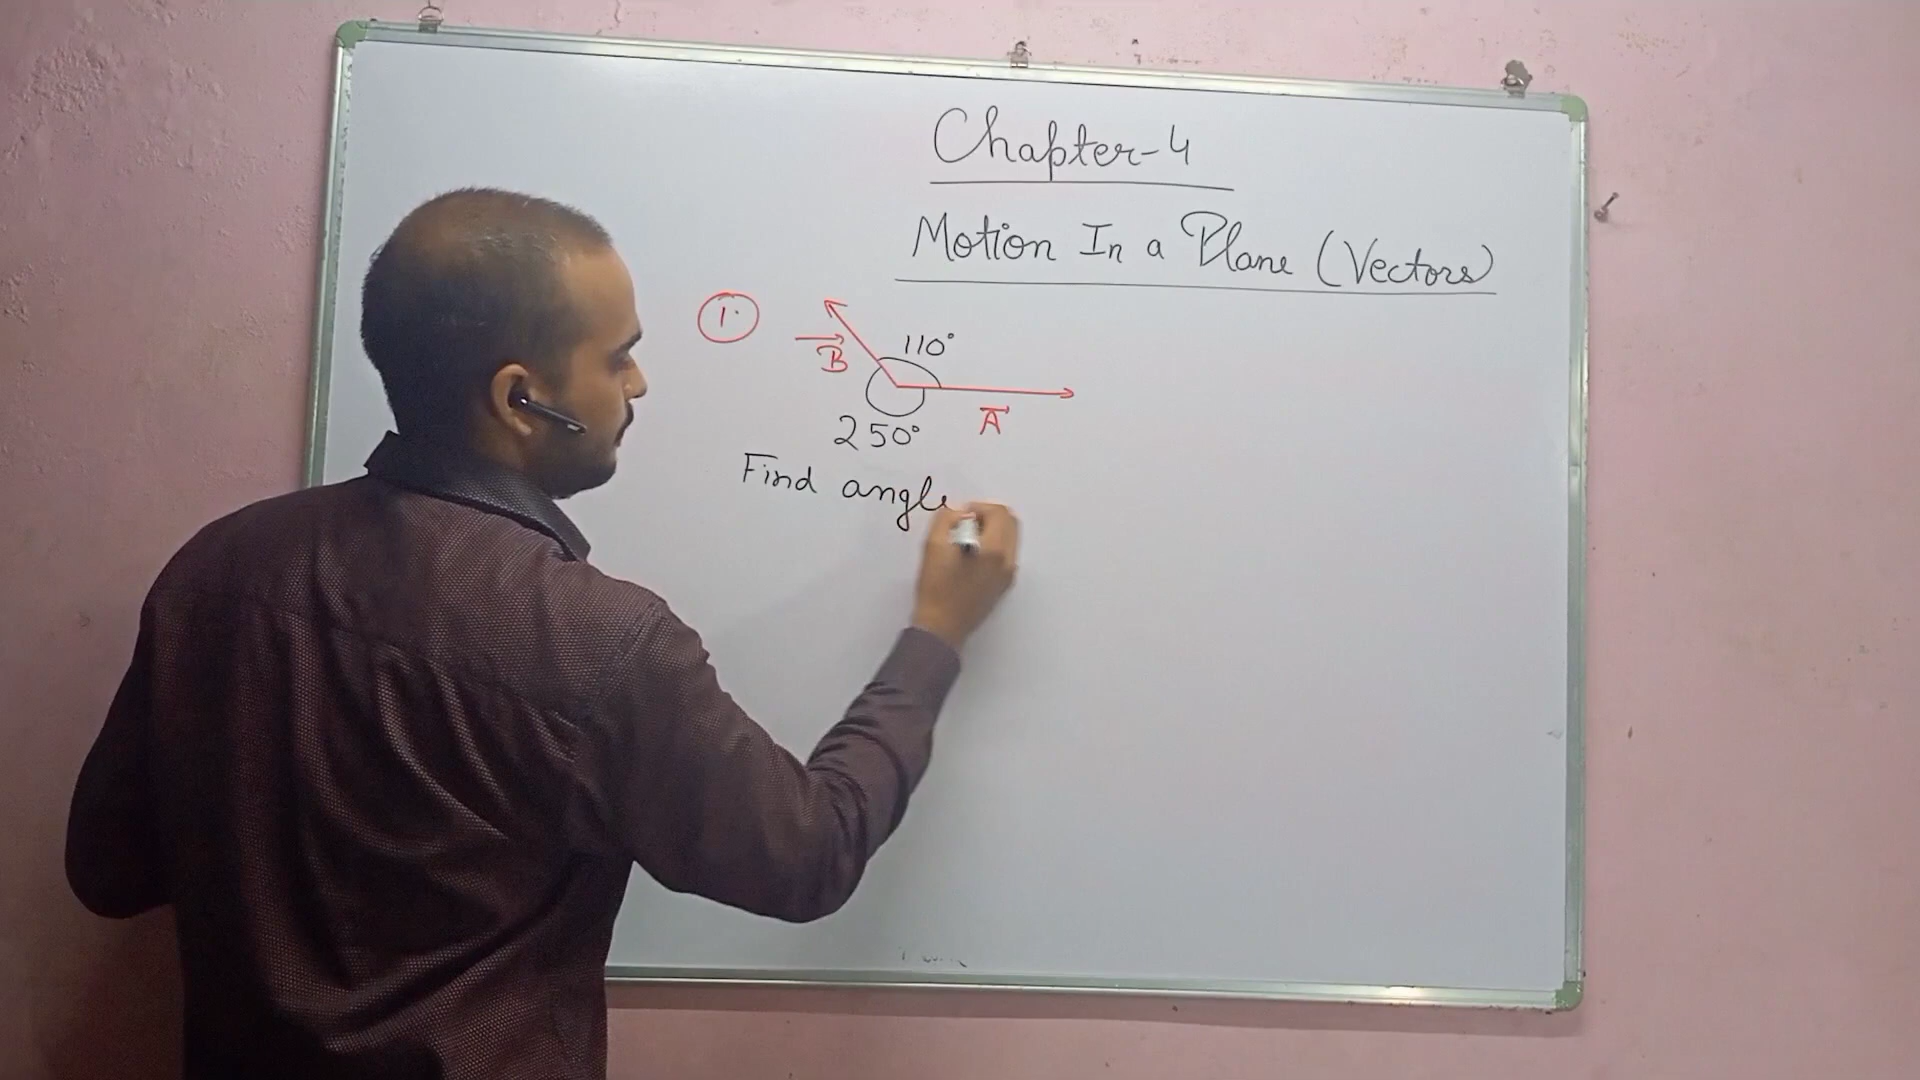 Chapter-4
Motion In a Plane (Vectors)
1.
110°
B
A
250°
Find angle